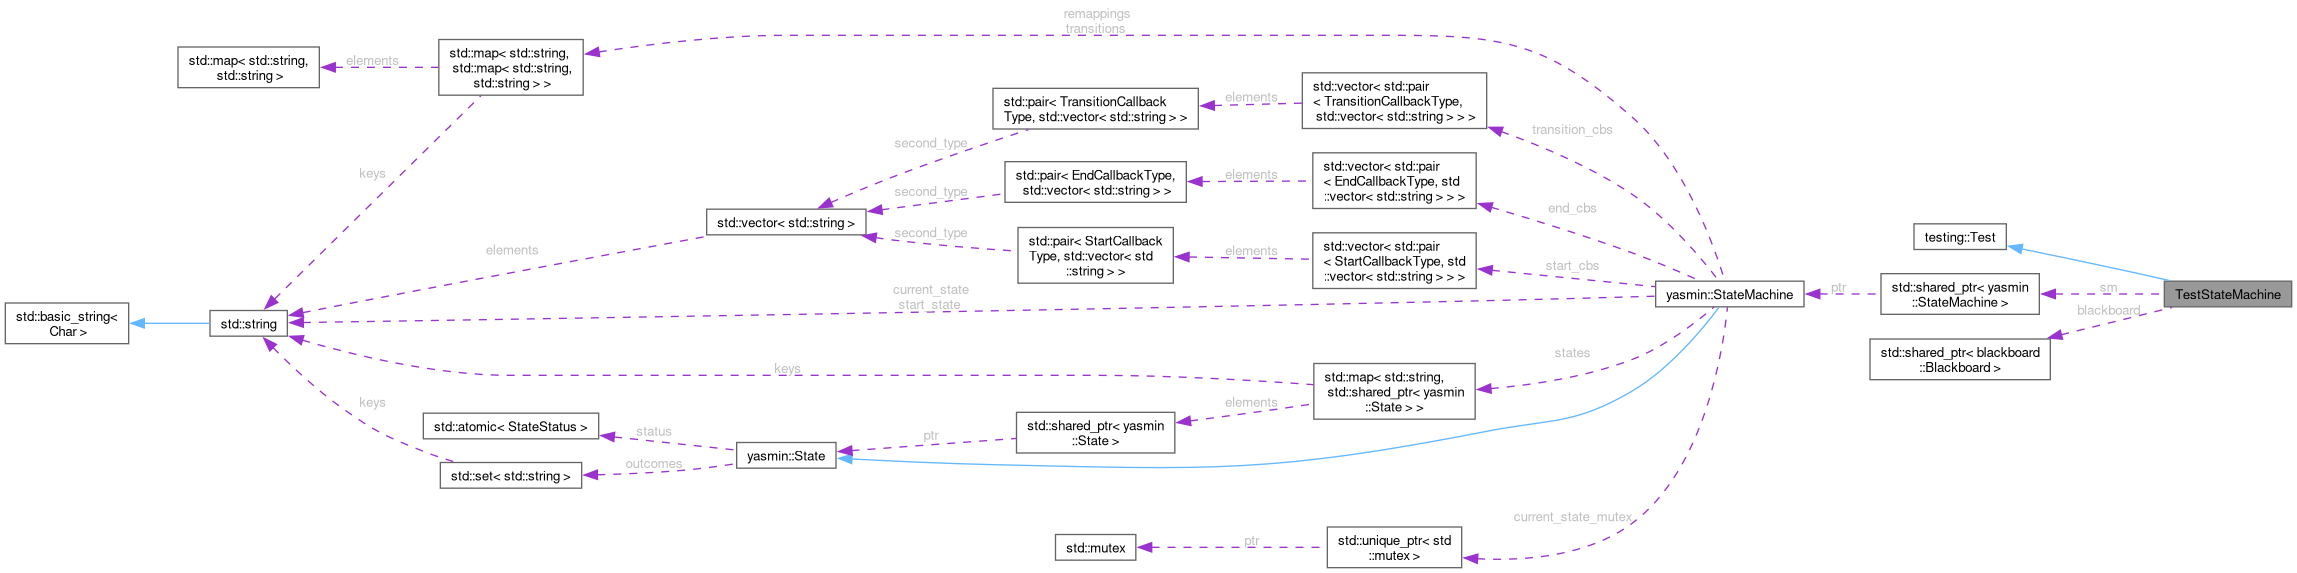 remappings
transitions
std::map< std::string,
std::string >
elements
std::map< std::string,
std::map< std::string,
std::string > >
std::pair< TransitionCallback
Type, std::vector< std::string > >
elements
std::vector< std::pair
< TransitionCallbackType,
std::vector< std::string > > >
transition_cbs
second_type
keys
std::pair< EndCallbackType,
std::vector< std::string > >
elements
std::vector< std::pair
< EndCallbackType, std
::vector< std::string > > >
end_cbs
second_type
std::vector< std::string >
second_type
std::pair< StartCallback
Type, std::vector< std
::string > >
elements
std::vector< std::pair
< StartCallbackType, std
::vector< std::string > > >
start_cbs
elements
testing::Test
current_state
start_state
yasmin::StateMachine
ptr
std::shared_ptr< yasmin
::StateMachine >
sm
TestStateMachine
blackboard
std::basic_string<
Char >
std::string
std::shared_ptr< blackboard
::Blackboard >
states
keys
std::map< std::string,
std::shared_ptr< yasmin
::State > >
elements
keys
std::atomic< StateStatus >
status
std::shared_ptr< yasmin
::State >
ptr
yasmin::State
outcomes
std::set< std::string >
current_state_mutex
std::mutex
ptr
std::unique_ptr< std
::mutex >